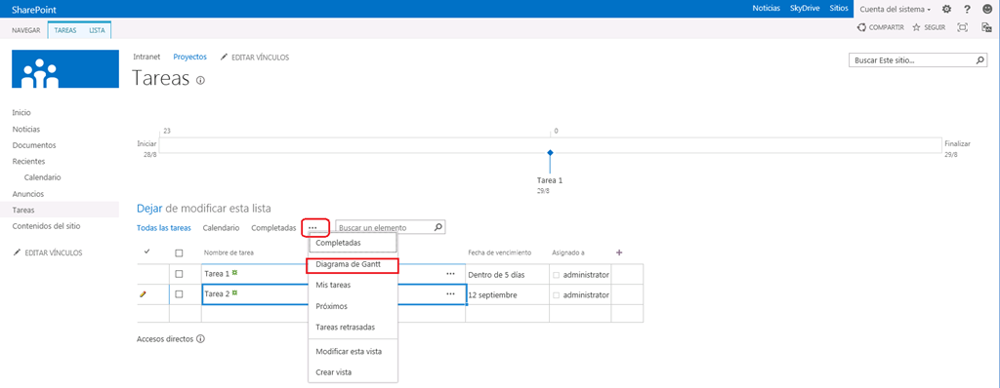 SharePoint
Noticias SkyDrive Sitios Cuenta del sistema ?
NAVEGAR TAREAS LISTA COMPARTIR SEGUIR
Intranet Proyectos EDITAR VÍNCULOS
Buscar Este sitio...
Tareas
Inicio
Noticias
Documentos
Recientes
Calendario
Anuncios
Tareas
Contenidos del sitio
EDITAR VÍNCULOS
23 0
Iniciar Finalizar
28/8 29/8
Tarea 1
29/8
Dejar de modificar esta lista
Todas las tareas Calendario Completadas ... Buscar un elemento
Completadas
Diagrama de Gantt
Mis tareas
Próximos
Tareas retrasadas
Modificar esta vista
Crear vista
Nombre de tarea Fecha de vencimiento Asignado a +
Tarea 1 ... Dentro de 5 días administrator
Tarea 2 ... 12 septiembre administrator
Accesos directos